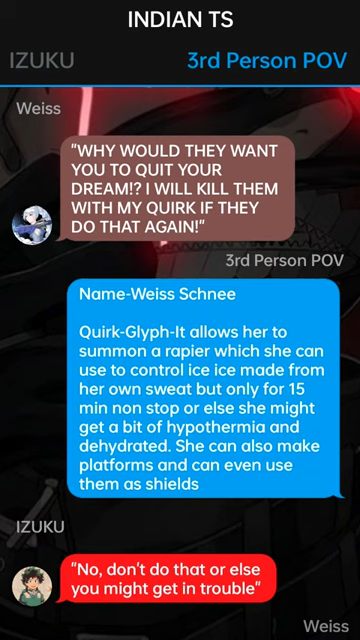 INDIAN TS
IZUKU
3rd Person POV
Weiss
"WHY WOULD THEY WANT
YOU TO QUIT YOUR
DREAM!? I WILL KILL THEM
WITH MY QUIRK IF THEY
DO THAT AGAIN!"
3rd Person POV
Name-Weiss Schnee
Quirk-Glyph-It allows her to
summon a rapier which she can
use to control ice ice made from
her own sweat but only for 15
min non stop or else she might
get a bit of hypothermia and
dehydrated. She can also make
platforms and can even use
them as shields
IZUKU
"No, don't do that or else
you might get in trouble"
Weiss